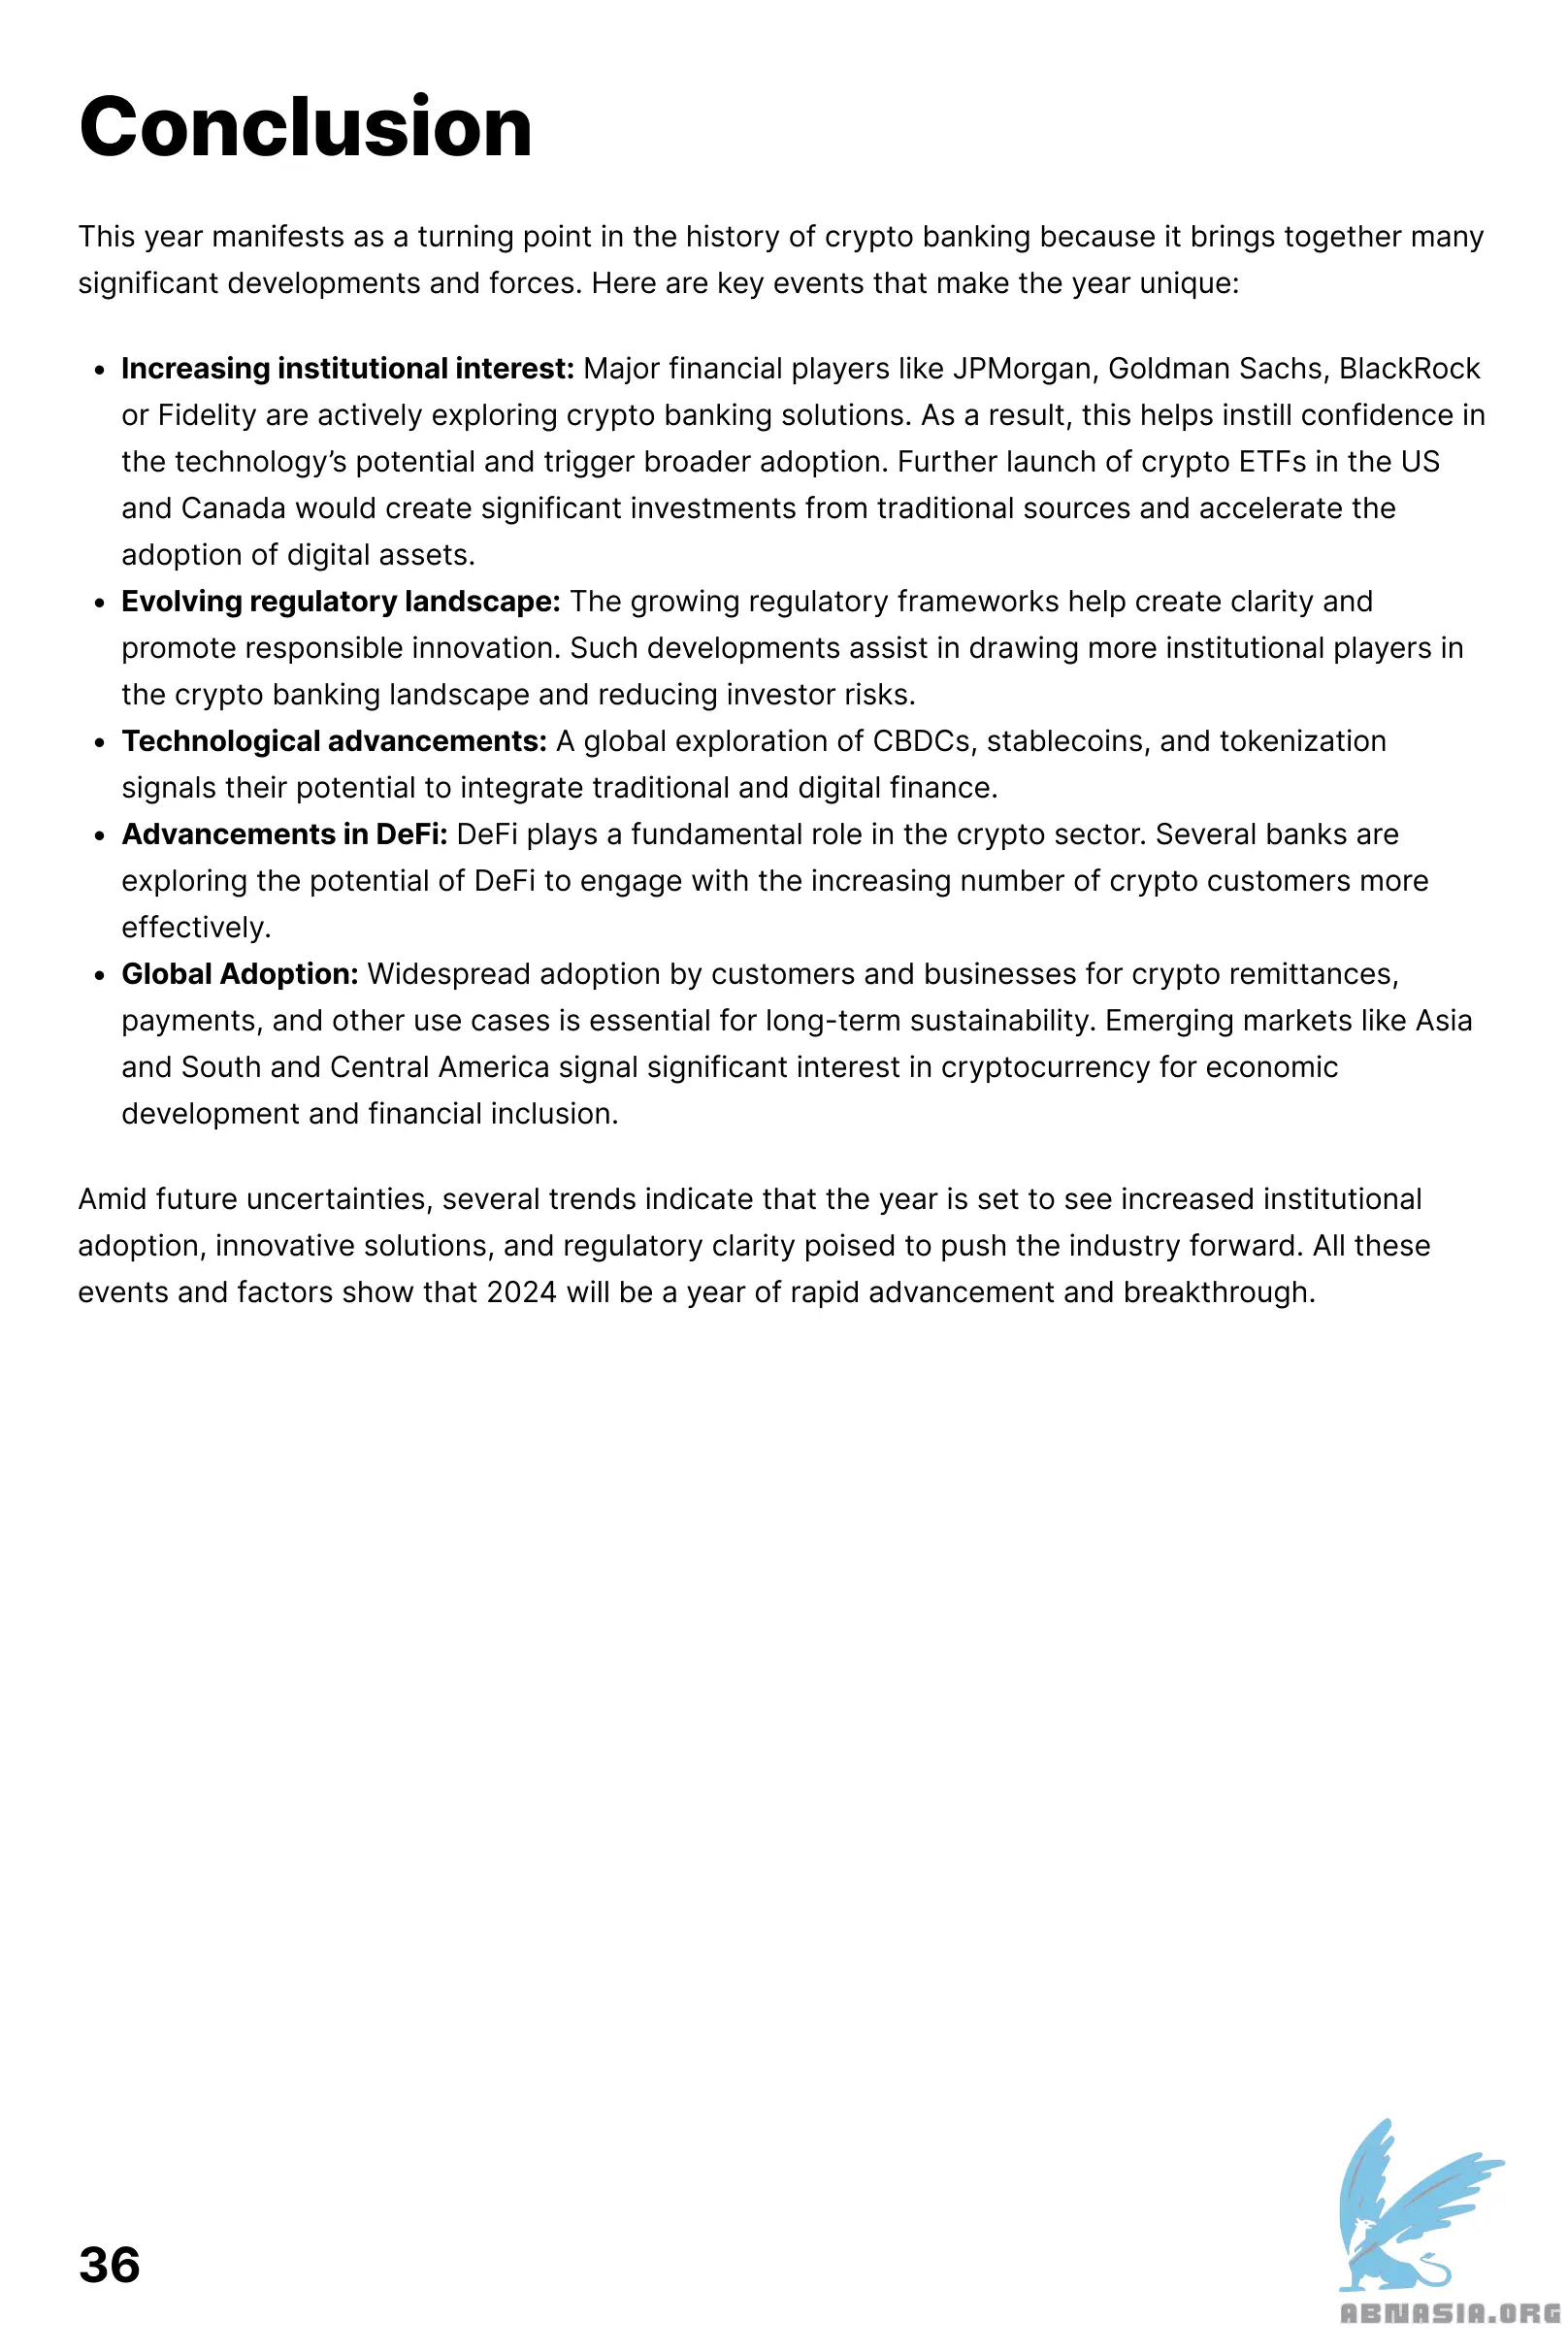 Conclusion
This year manifests as a turning point in the history of crypto banking because it brings together many
significant developments and forces. Here are key events that make the year unique:
• Increasing institutional interest: Major financial players like JPMorgan, Goldman Sachs, BlackRock
or Fidelity are actively exploring crypto banking solutions. As a result, this helps instill confidence in
the technology’s potential and trigger broader adoption. Further launch of crypto ETFs in the US
and Canada would create significant investments from traditional sources and accelerate the
adoption of digital assets.
• Evolving regulatory landscape: The growing regulatory frameworks help create clarity and
promote responsible innovation. Such developments assist in drawing more institutional players in
the crypto banking landscape and reducing investor risks.
• Technological advancements: A global exploration of CBDCs, stablecoins, and tokenization
signals their potential to integrate traditional and digital finance.
• Advancements in DeFi: DeFi plays a fundamental role in the crypto sector. Several banks are
exploring the potential of DeFi to engage with the increasing number of crypto customers more
effectively.
• Global Adoption: Widespread adoption by customers and businesses for crypto remittances,
payments, and other use cases is essential for long-term sustainability. Emerging markets like Asia
and South and Central America signal significant interest in cryptocurrency for economic
development and financial inclusion.
Amid future uncertainties, several trends indicate that the year is set to see increased institutional
adoption, innovative solutions, and regulatory clarity poised to push the industry forward. All these
events and factors show that 2024 will be a year of rapid advancement and breakthrough.
36
ABNASIA.ORG